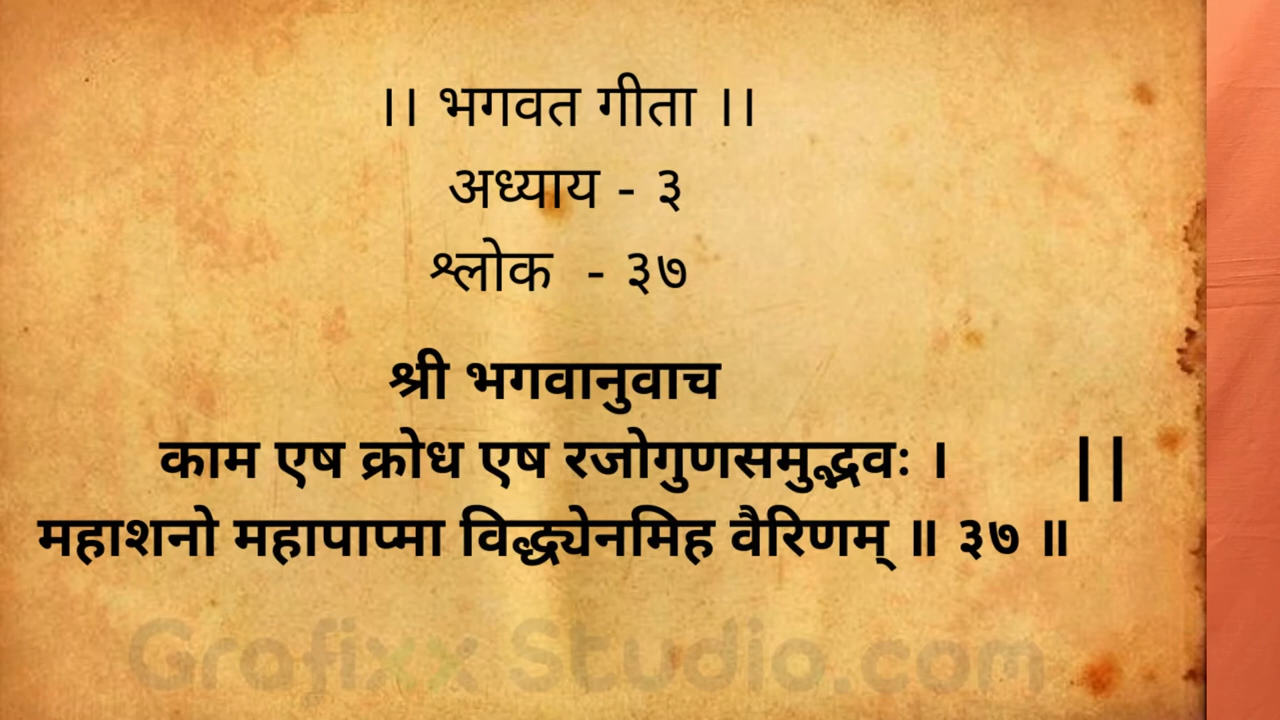 ।। भगवत गीता ।।
अध्याय - ३
श्लोक - ३७
श्री भगवानुवाच
काम एष क्रोध एष रजोगुणसमुद्भवः ।
||
महाशनो महापाप्मा विद्ध्येनमिह वैरिणम् ॥ ३७ ॥
Grafixx Studio.com